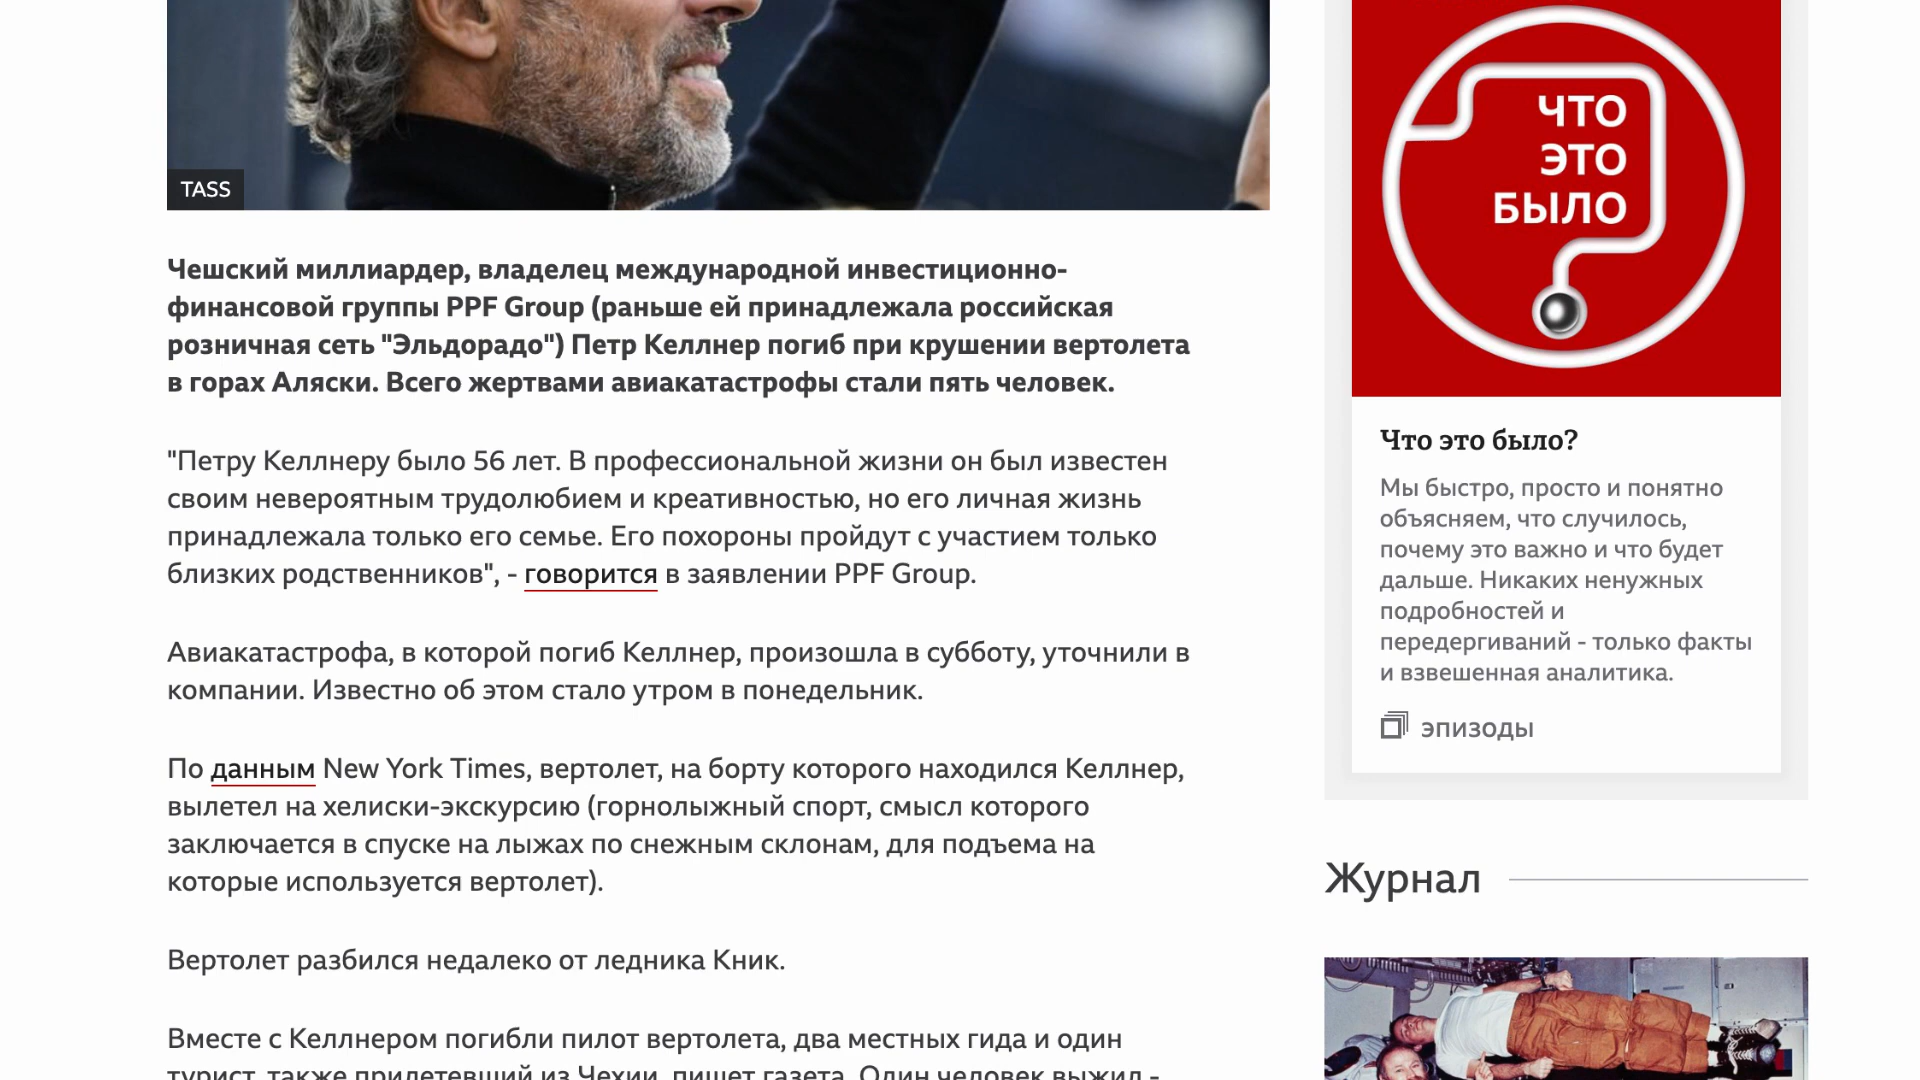 TASS
Чешский миллиардер, владелец международной инвестиционно-
финансовой группы PPF Group (раньше ей принадлежала российская
розничная сеть "Эльдорадо") Петр Келлнер погиб при крушении вертолета
в горах Аляски. Всего жертвами авиакатастрофы стали пять человек.
"Петру Келлнеру было 56 лет. В профессиональной жизни он был известен
своим невероятным трудолюбием и креативностью, но его личная жизнь
принадлежала только его семье. Его похороны пройдут с участием только
близких родственников", - говорится в заявлении PPF Group.
Авиакатастрофа, в которой погиб Келлнер, произошла в субботу, уточнили в
компании. Известно об этом стало утром в понедельник.
По данным New York Times, вертолет, на борту которого находился Келлнер,
вылетел на хелиски-экскурсию (горнолыжный спорт, смысл которого
заключается в спуске на лыжах по снежным склонам, для подъема на
которые используется вертолет).
Вертолет разбился недалеко от ледника Кник.
Вместе с Келлнером погибли пилот вертолета, два местных гида и один
турист, также прилетевший из Чехии, пишет газета. Один человек выжил -
ЧТО
ЭТО
БЫЛО
Что это было?
Мы быстро, просто и понятно
объясняем, что случилось,
почему это важно и что будет
дальше. Никаких ненужных
подробностей и
передергиваний - только факты
и взвешенная аналитика.
эпизоды
Журнал